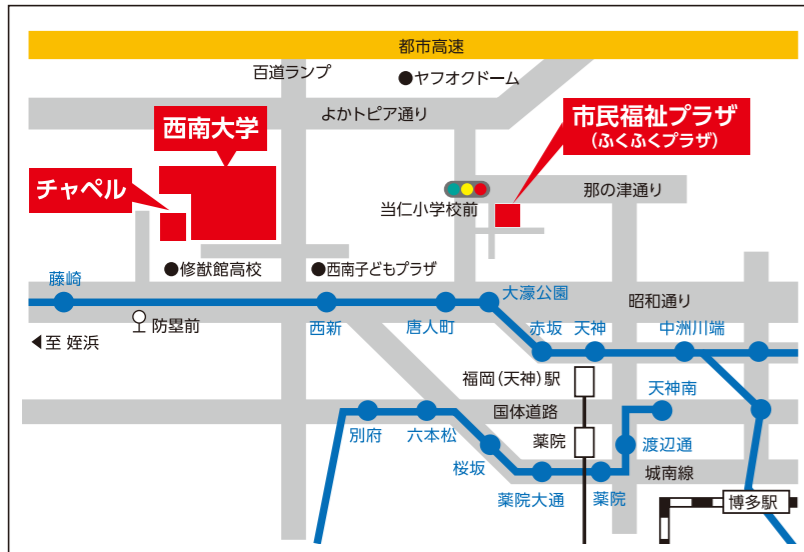 都市高速
百道ランプ
●ヤフオクドーム
よかトピア通り
西南大学
市民福祉プラザ
(ふくふくプラザ)
チャペル
那の津通り
当仁小学校前
●修猷館高校
●西南子どもプラザ
藤崎
大濠公園
昭和通り
防塁前
西新
唐人町
赤坂
天神
中洲川端
◀至 姪浜
福岡(天神)駅
天神南
国体道路
別府
六本松
薬院
渡辺通
桜坂
城南線
薬院大通
薬院
博多駅